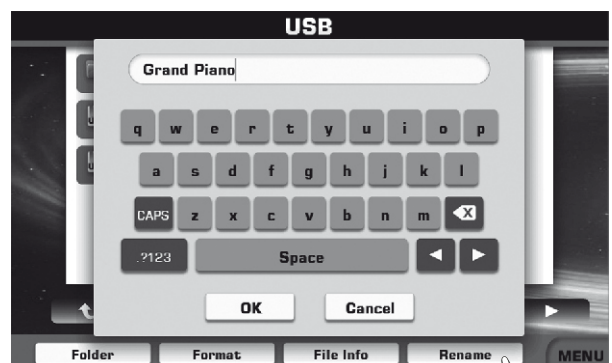 USB
Grand Piano
q w e r t y u i o p
a s d f g h j k l
CAPS z x c v b n m
.?123 Space
OK Cancel
Folder Format File Info Rename MENU